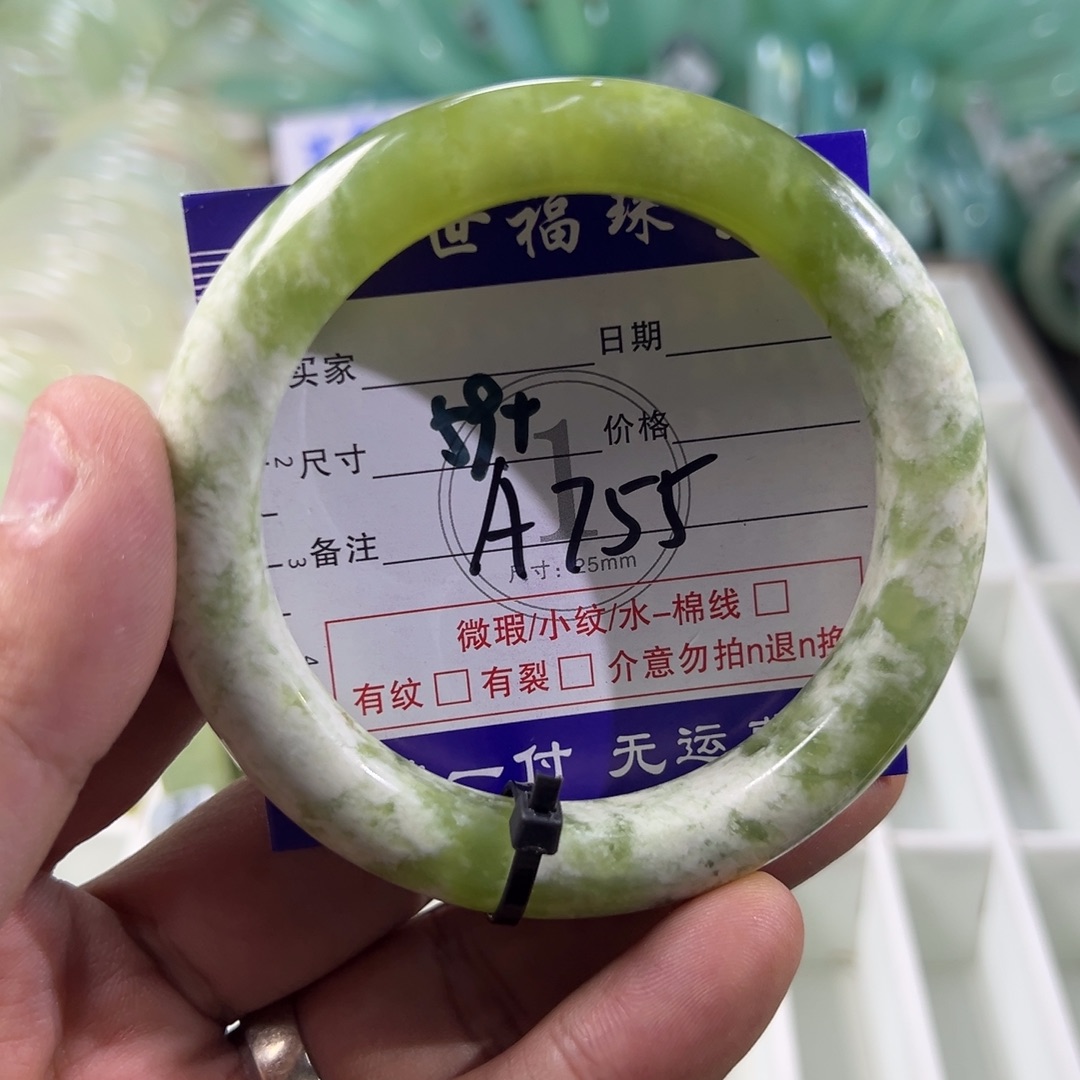 世福珠
买家 日期
59+
尺寸 价格
A755
备注
尺寸：25mm
微瑕/小纹/水-棉线
有纹 有裂 介意勿拍n退n换
一付 无运